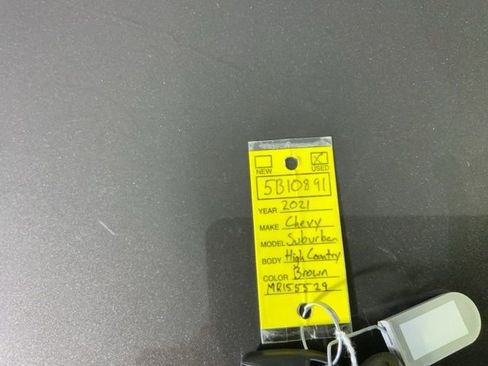 NEW USED
5B10891
YEAR 2021
MAKE Chevy
MODEL Suburban
BODY High Country
COLOR Brown
MR155529